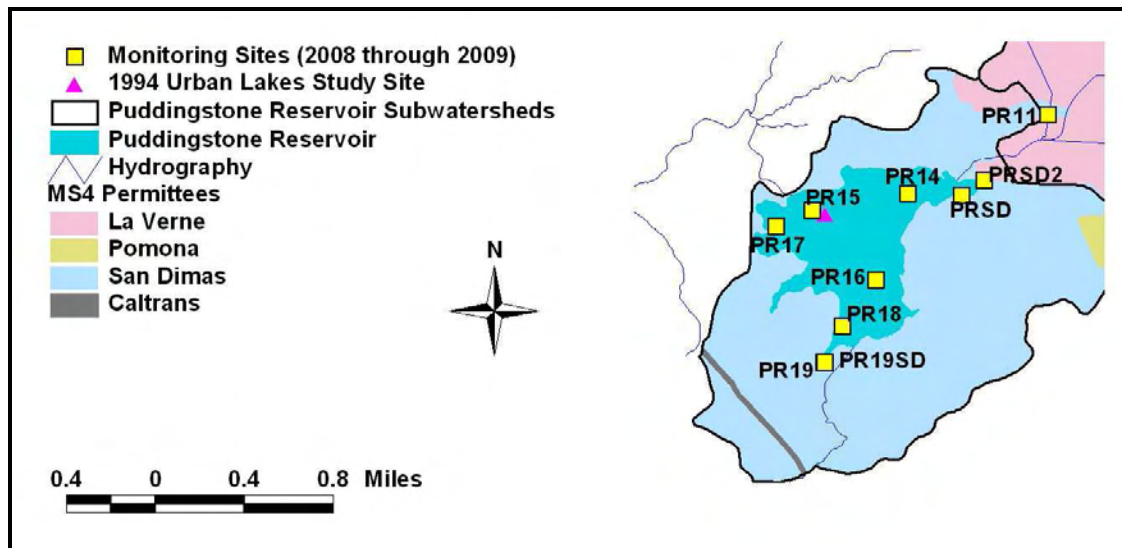 Monitoring Sites (2008 through 2009)
1994 Urban Lakes Study Site
Puddingstone Reservoir Subwatersheds
Puddingstone Reservoir
Hydrography
MS4 Permittees
La Verne
Pomona
San Dimas
Caltrans
N
0.4 0 0.4 0.8 Miles
PR11
PRSD2
PR14
PRSD
PR15
PR17
PR16
PR18
PR19SD
PR19